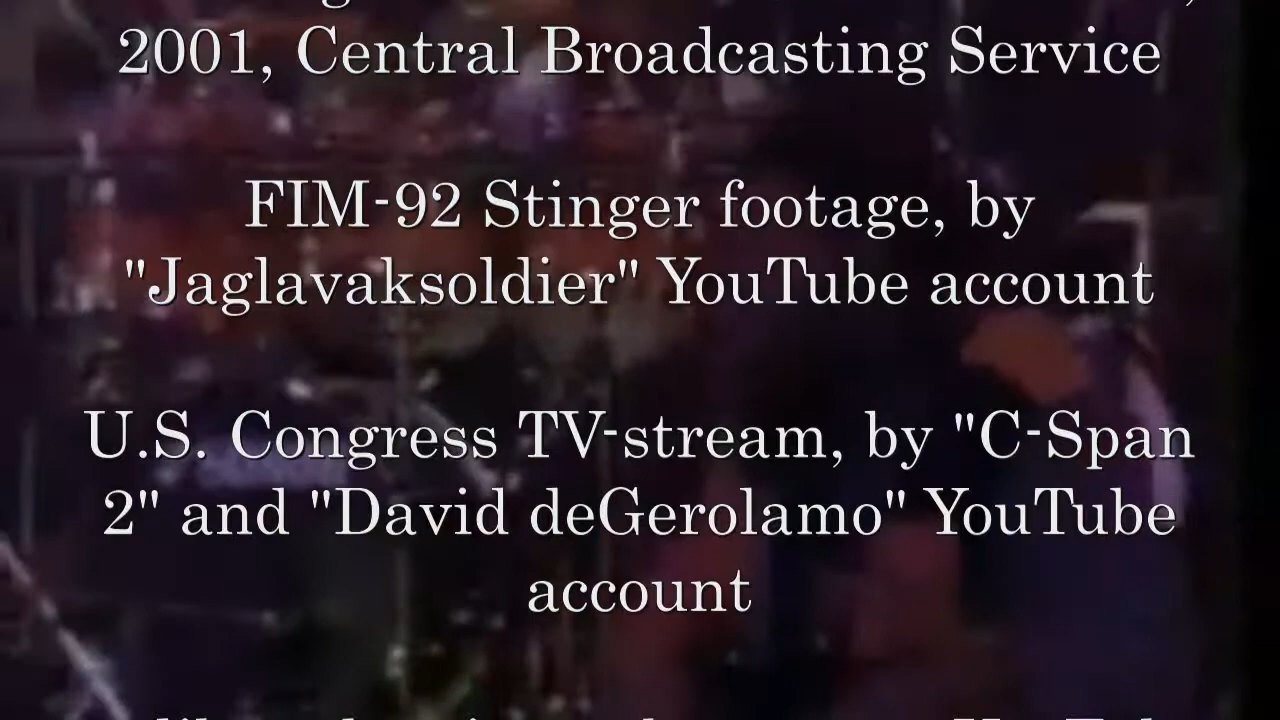 2001, Central Broadcasting Service
FIM-92 Stinger footage, by
"Jaglavaksoldier" YouTube account
U.S. Congress TV-stream, by "C-Span
2" and "David deGerolamo" YouTube
account